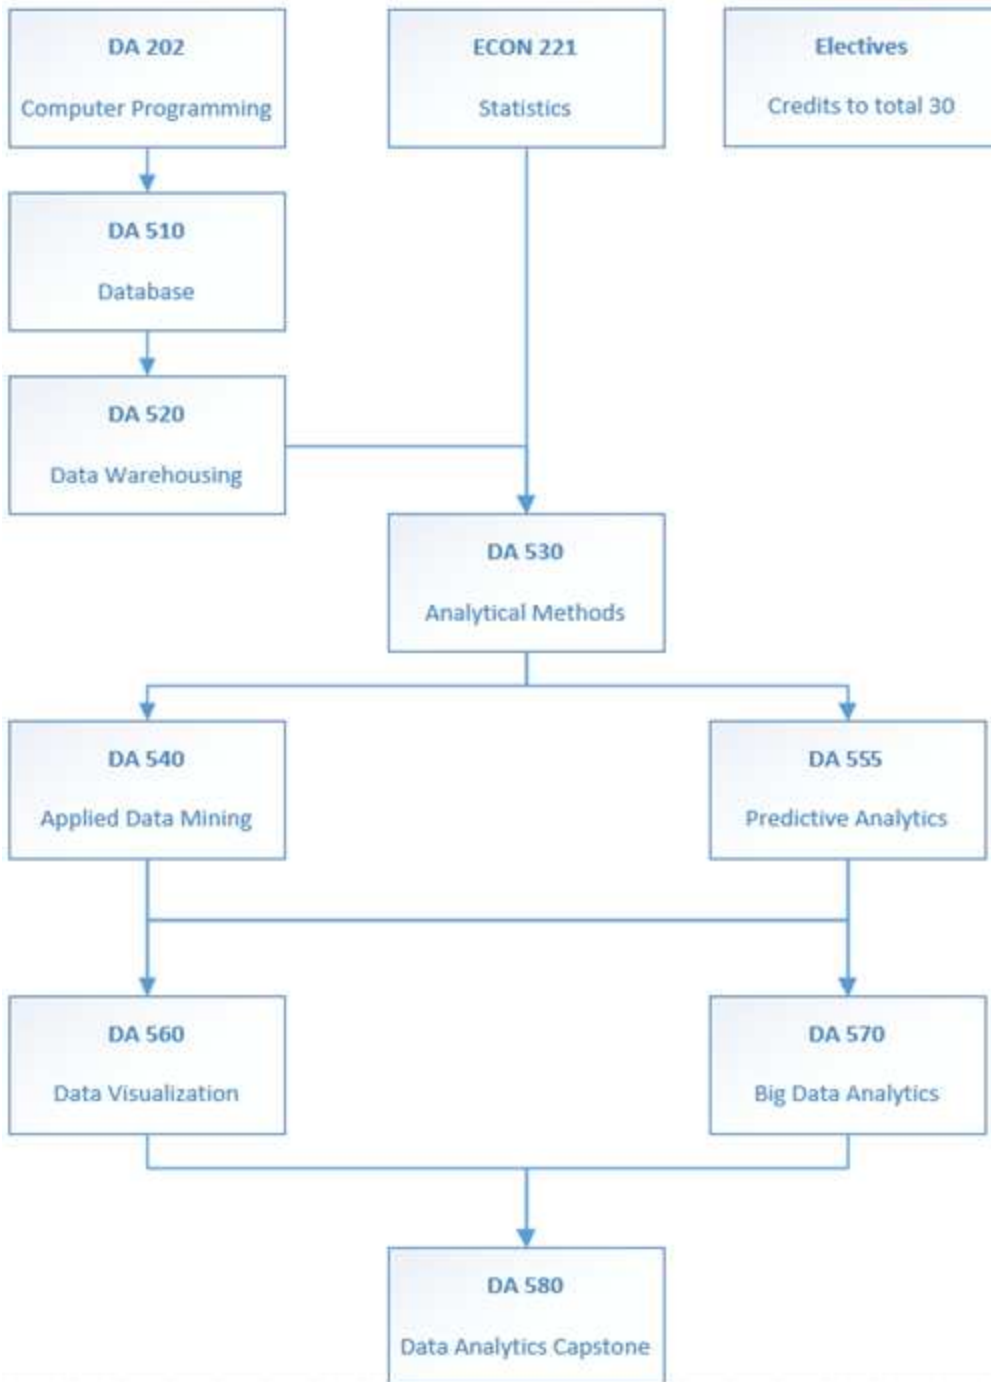 DA 202
Computer Programming
ECON 221
Statistics
Electives
Credits to total 30
DA 510
Database
DA 520
Data Warehousing
DA 530
Analytical Methods
DA 540
Applied Data Mining
DA 555
Predictive Analytics
DA 560
Data Visualization
DA 570
Big Data Analytics
DA 580
Data Analytics Capstone